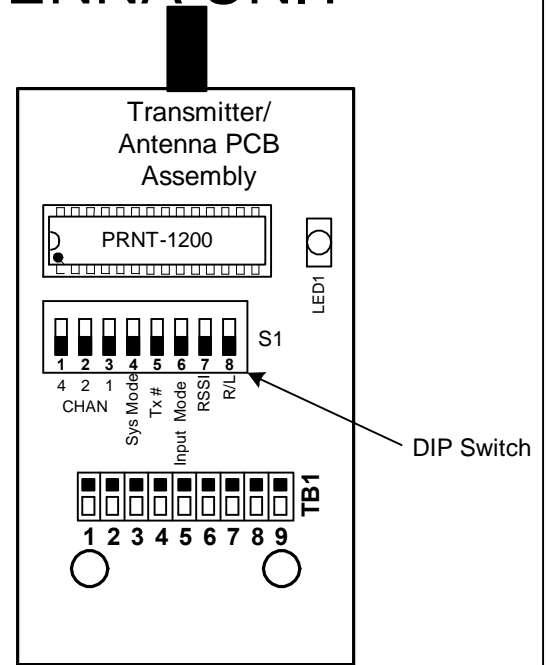 Transmitter/
Antenna PCB
Assembly
PRNT-1200
LED1
S1
1 2 3 4 5 6 7 8
4 2 1
CHAN
Sys Mode
Tx #
Input Mode
RSSI
R/L
DIP Switch
TB1
1 2 3 4 5 6 7 8 9